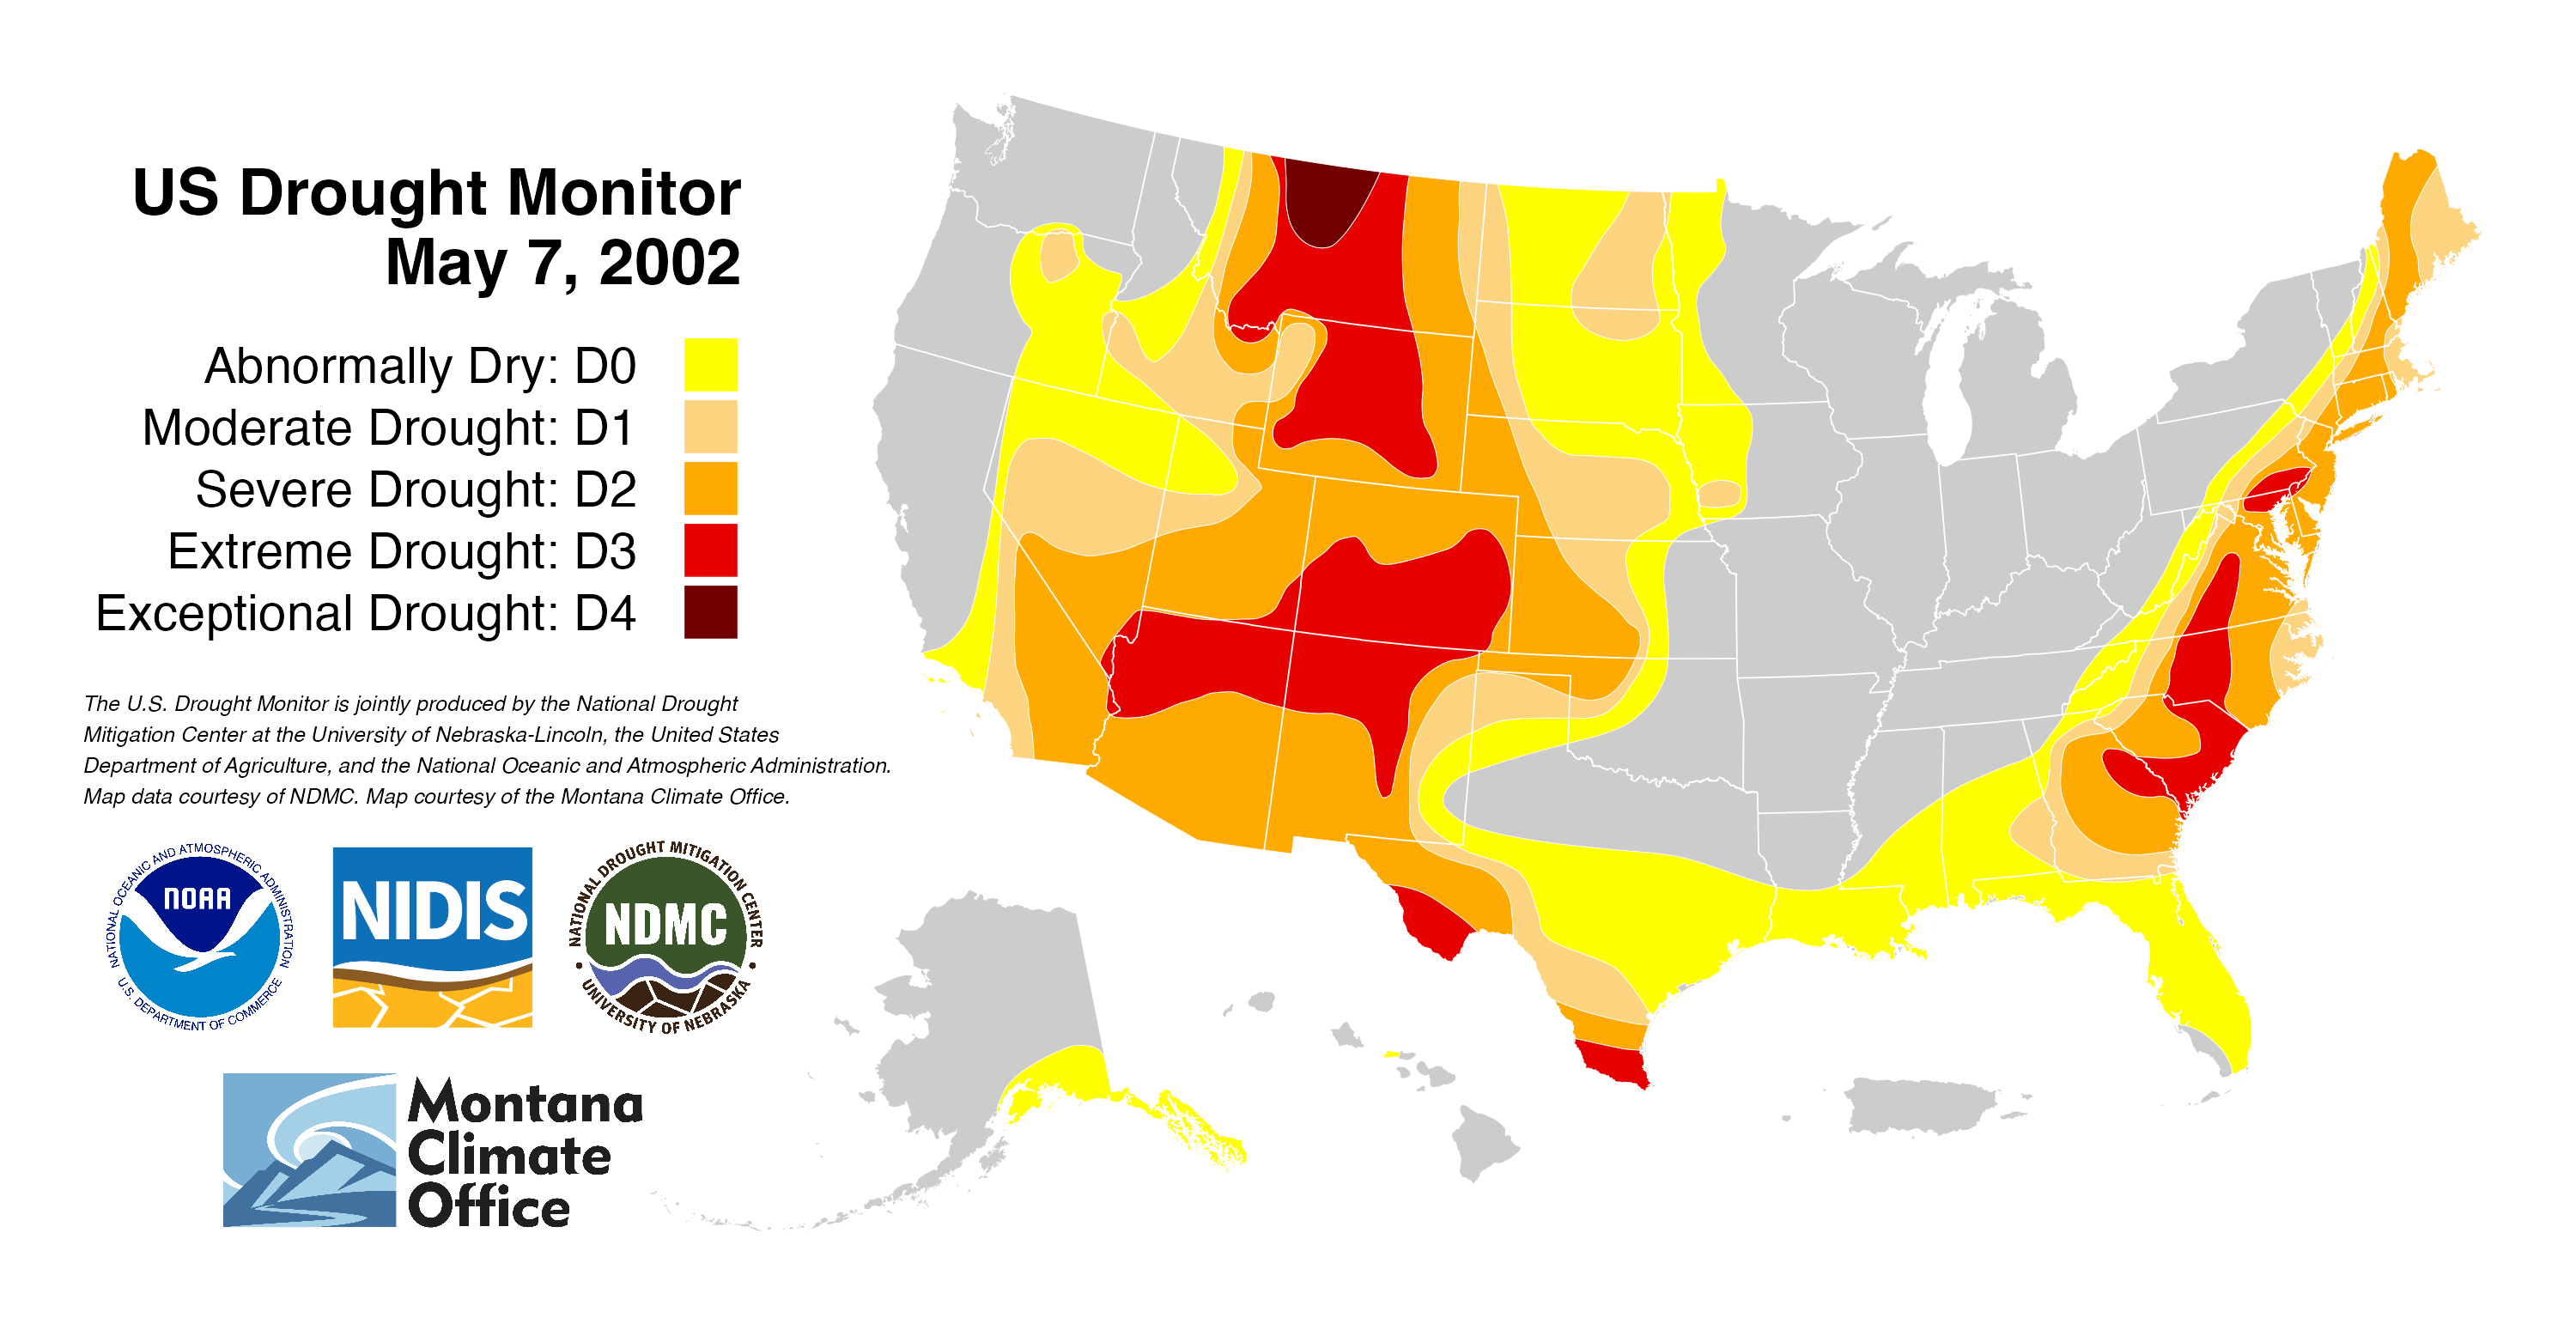 US Drought Monitor
May 7, 2002
Abnormally Dry: D0
Moderate Drought: D1
Severe Drought: D2
Extreme Drought: D3
Exceptional Drought: D4
The U.S. Drought Monitor is jointly produced by the National Drought
Mitigation Center at the University of Nebraska-Lincoln, the United States
Department of Agriculture, and the National Oceanic and Atmospheric Administration.
Map data courtesy of NDMC. Map courtesy of the Montana Climate Office.
NATIONAL OCEANIC AND ATMOSPHERIC ADMINISTRATION
NOAA
U.S. DEPARTMENT OF COMMERCE
NIDIS
NATIONAL DROUGHT MITIGATION CENTER
NDMC
• UNIVERSITY OF NEBRASKA •
Montana
Climate
Office